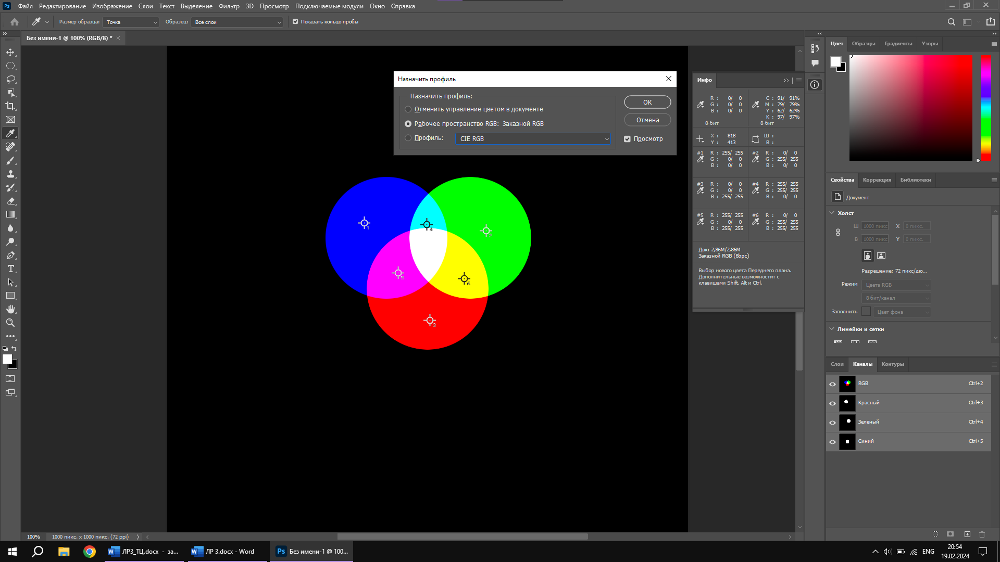 Ps Файл Редактирование Изображение Слои Текст Выделение Фильтр 3D Просмотр Подключаемые модули Окно Справка
Размер образца: Точка Образец: Все слои Показать кольцо пробы
Без имени-1 @ 100% (RGB/8) *
Назначить профиль
Назначить профиль:
Отменить управление цветом в документе
Рабочее пространство RGB: Заказной RGB
Профиль: CIE RGB
ОК
Отмена
Просмотр
1
4
2
5
6
3
Инфо
R : 0/ 0 C : 91/ 91%
G : 0/ 0 M : 79/ 79%
B : 0/ 0 Y : 62/ 62%
K : 97/ 97%
8-бит 8-бит
X : 818 Ш :
Y : 413 В :
#1 R : 255/ 255 #2 R : 0/ 0
G : 0/ 0 G : 255/ 255
B : 0/ 0 B : 0/ 0
#3 R : 0/ 0 #4 R : 255/ 255
G : 0/ 0 G : 255/ 255
B : 255/ 255 B : 0/ 0
#5 R : 255/ 255 #6 R : 0/ 0
G : 0/ 0 G : 255/ 255
B : 255/ 255 B : 255/ 255
Док: 2,86M/2,86M
Заказной RGB (8bpc)
Выбор нового цвета Переднего плана.
Дополнительные возможности: с
клавишами Shift, Alt и Ctrl.
Цвет Образцы Градиенты Узоры
Свойства Коррекция Библиотеки
Документ
Холст
Ш 1000 пикс X 0 пикс.
В 1000 пикс Y 0 пикс.
Разрешение: 72 пикс/дю...
Режим Цвета RGB
8 бит/канал
Заполнить Цвет фона
Линейки и сетки
Слои Каналы Контуры
RGB Ctrl+2
Красный Ctrl+3
Зеленый Ctrl+4
Синий Ctrl+5
100% 1000 пикс. x 1000 пикс. (72 ppi)
ЛР3_ТЦ.docx - за...
ЛР 3.docx - Word
Ps Без имени-1 @ 100...
ENG
20:54
19.02.2024